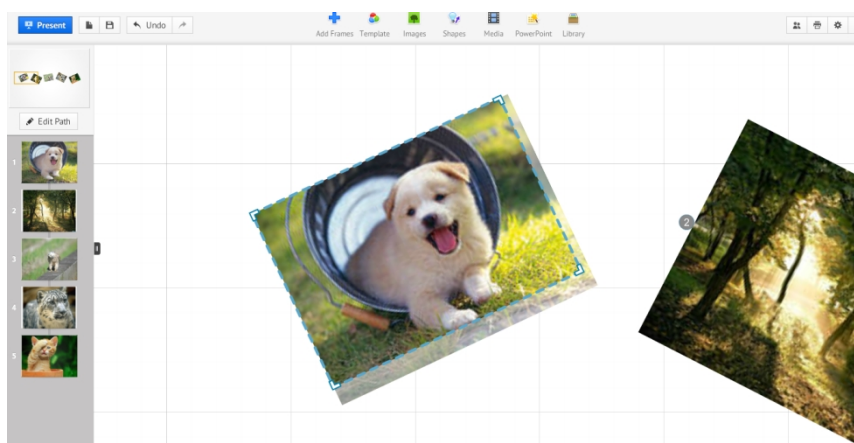 Present
Undo
Add Frames
Template
Images
Shapes
Media
PowerPoint
Library
Edit Path
1
2
3
4
5
2